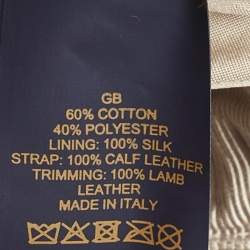 GB
60% COTTON
40% POLYESTER
LINING: 100% SILK
STRAP: 100% CALF LEATHER
TRIMMING: 100% LAMB
LEATHER
MADE IN ITALY